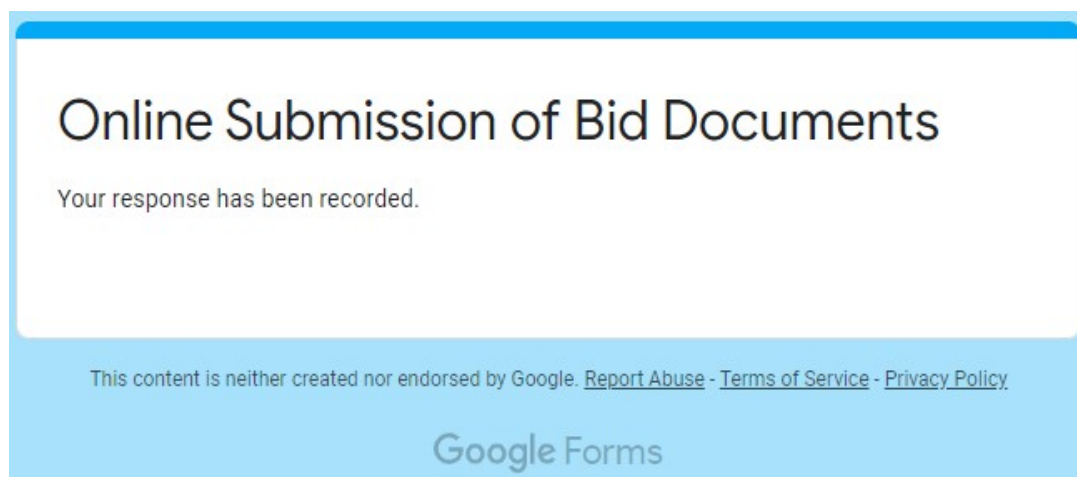 Online Submission of Bid Documents
Your response has been recorded.
This content is neither created nor endorsed by Google. Report Abuse - Terms of Service - Privacy Policy
Google Forms